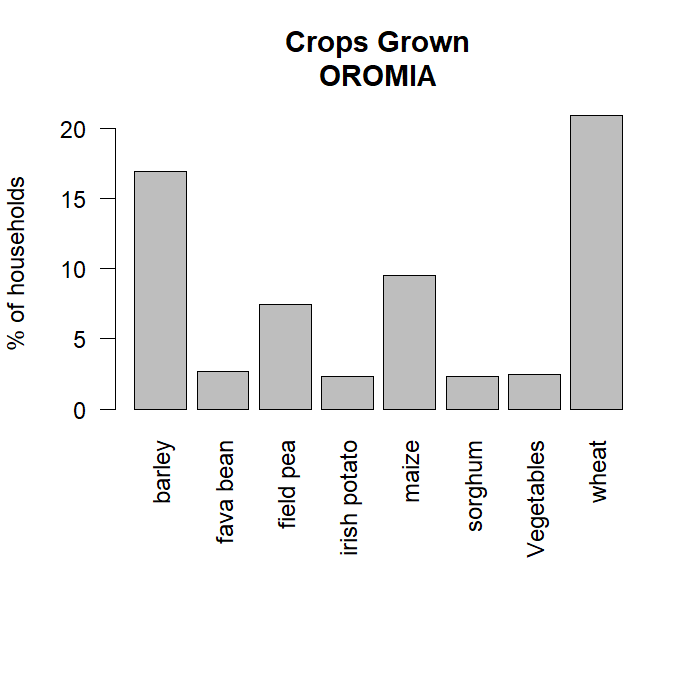 Crops Grown
OROMIA
% of households
20
15
10
5
0
barley
fava bean
field pea
irish potato
maize
sorghum
Vegetables
wheat